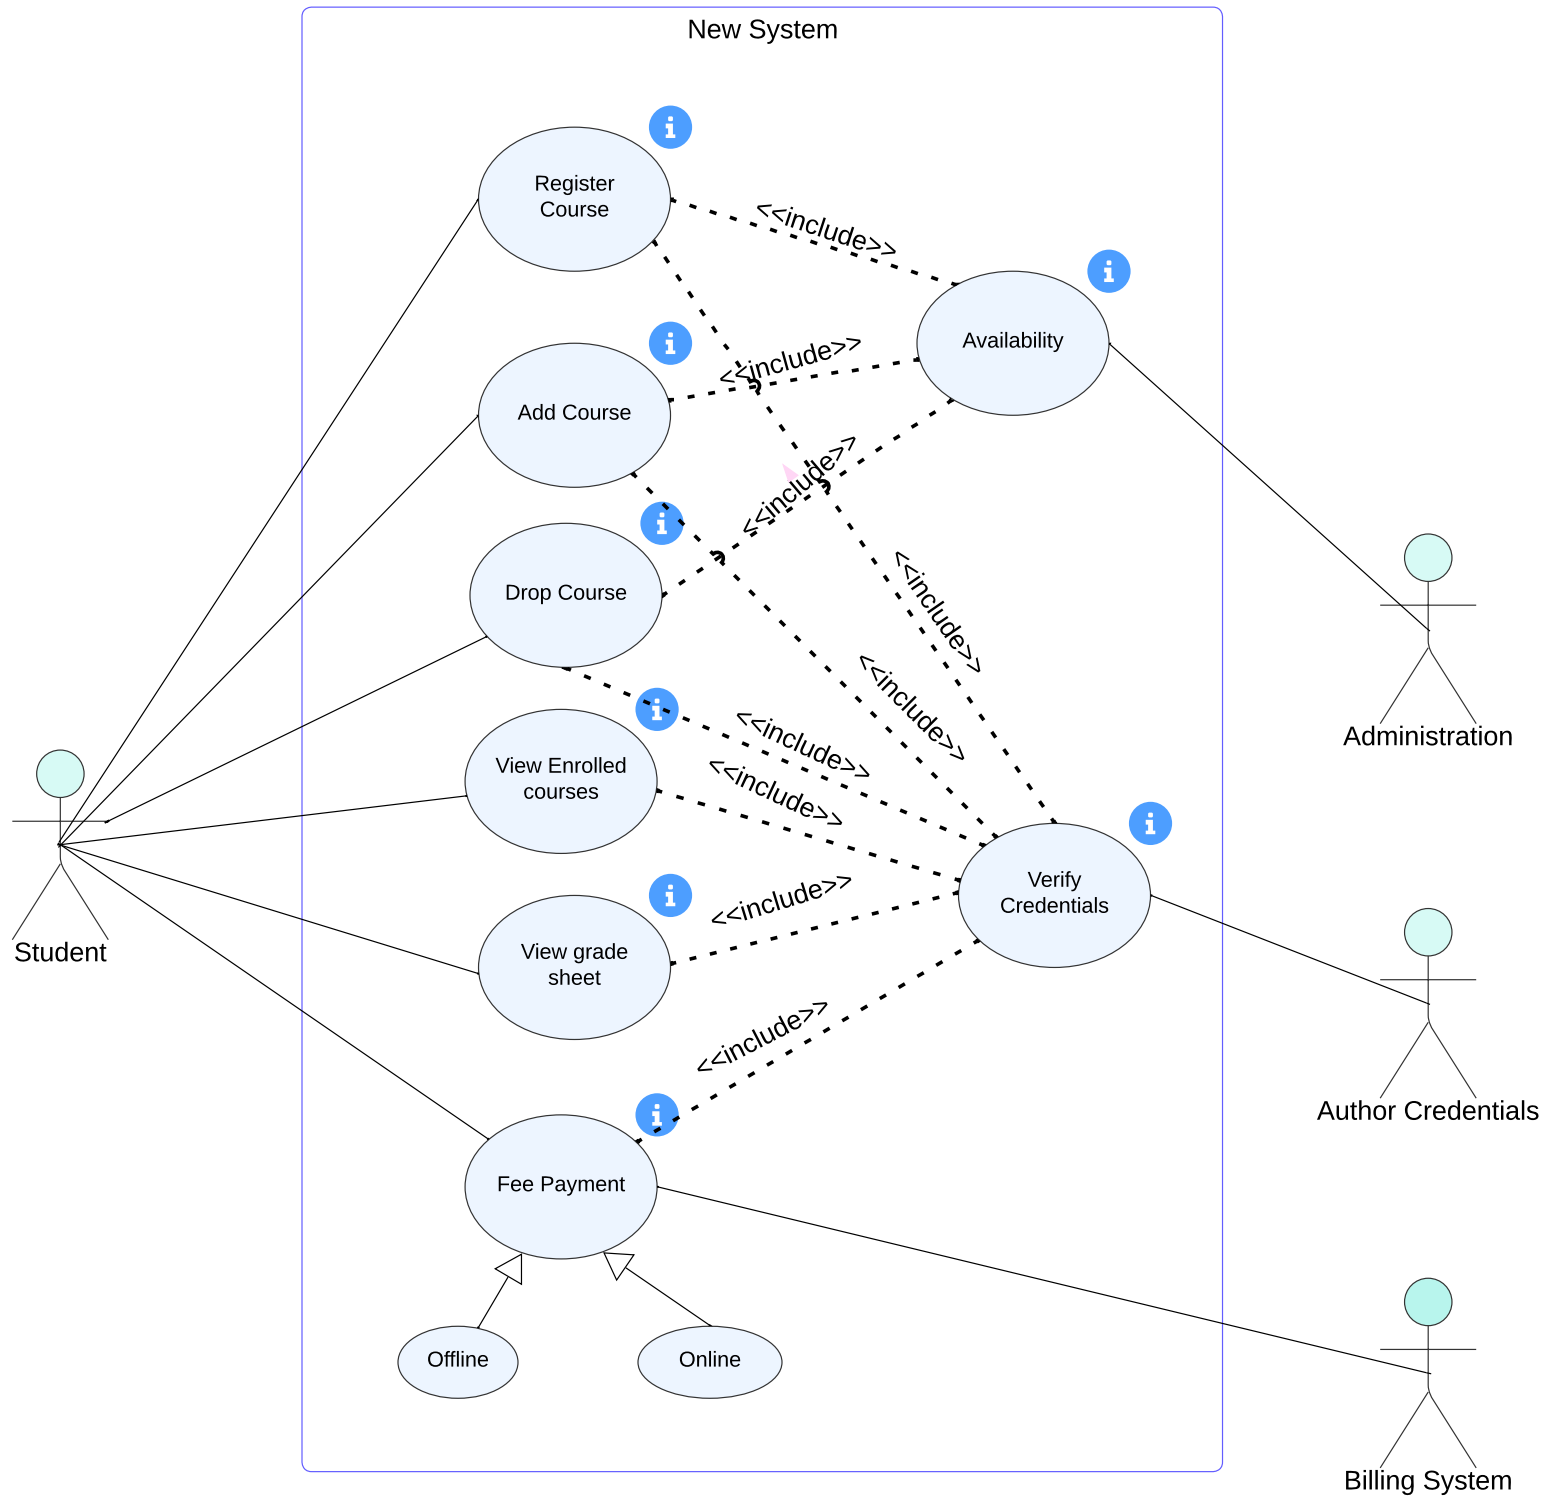 New System
Register
Course
<<include>>
Availability
Add Course
<<include>>
<<include>>
Drop Course
<<include>>
<<include>>
<<include>>
View Enrolled
courses
<<include>>
Verify
Credentials
<<include>>
View grade
sheet
<<include>>
Fee Payment
Offline
Online
Student
Administration
Author Credentials
Billing System